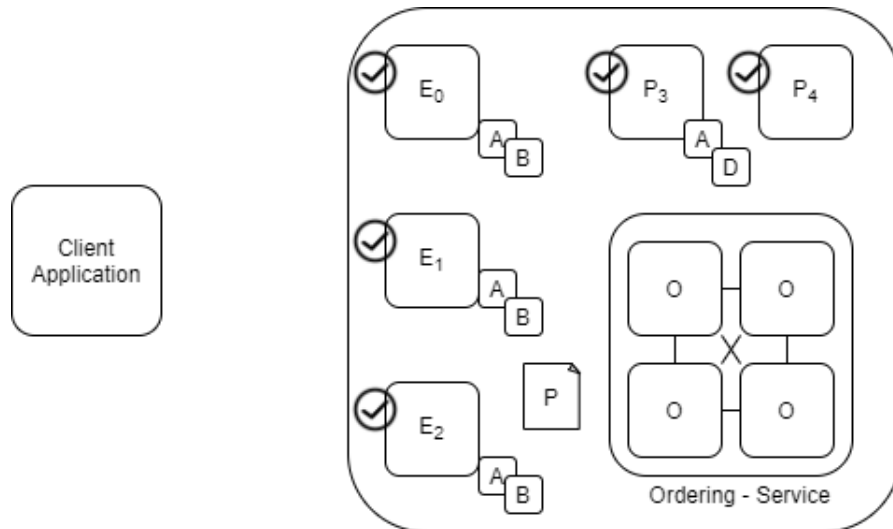 E0
A
B
P3
A
D
P4
Client
Application
E1
A
B
O
O
X
O
O
P
E2
A
B
Ordering - Service